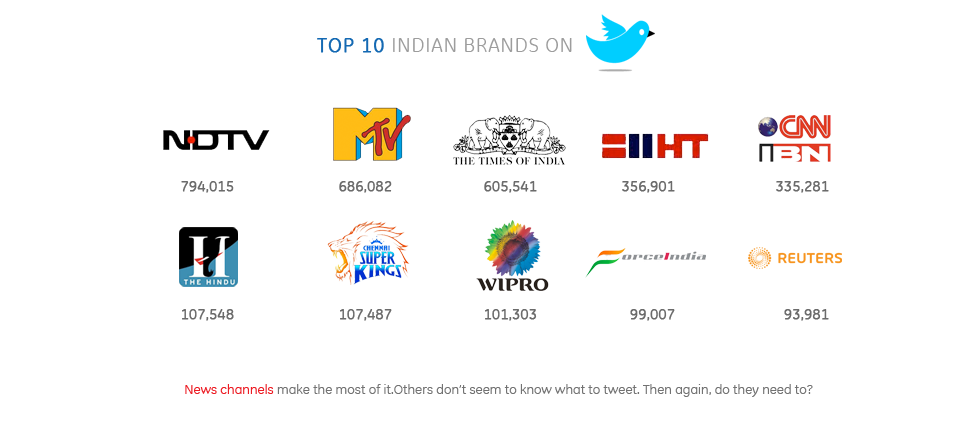 TOP 10 INDIAN BRANDS ON
NDTV
MTV
THE TIMES OF INDIA
HT
CNN
IBN
794,015
686,082
605,541
356,901
335,281
H
THE HINDU
CHENNAI
SUPER
KINGS
WIPRO
ForceIndia
REUTERS
107,548
107,487
101,303
99,007
93,981
News channels make the most of it.Others don't seem to know what to tweet. Then again, do they need to?